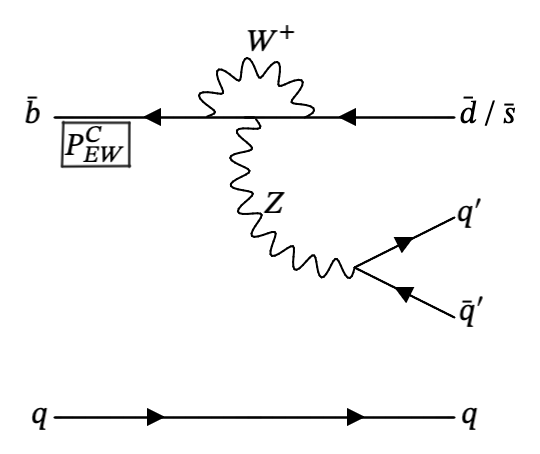 W⁺
b̄ d̄ / s̄
P^C_EW
Z
q′
q̄′
q q